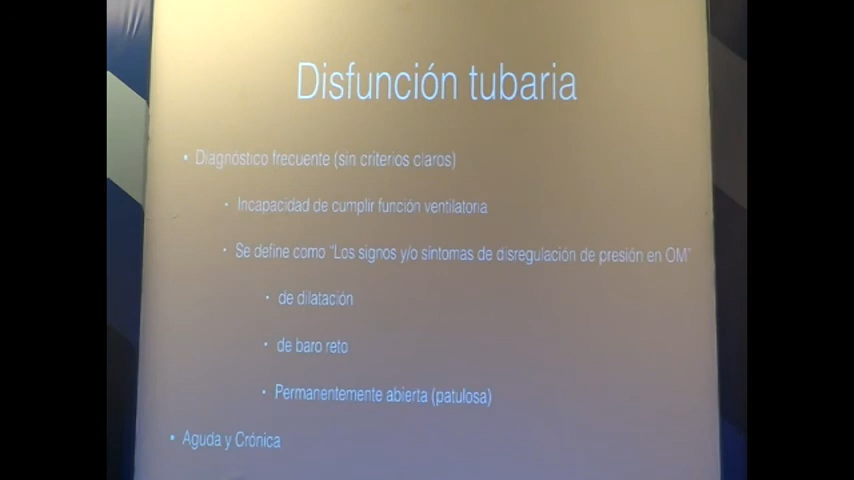 Disfunción tubaria
• Diagnóstico frecuente (sin criterios claros)
• Incapacidad de cumplir función ventilatoria
• Se define como “Los signos y/o síntomas de disregulación de presión en OM”
• de dilatación
• de baro reto
• Permanentemente abierta (patulosa)
• Aguda y Crónica